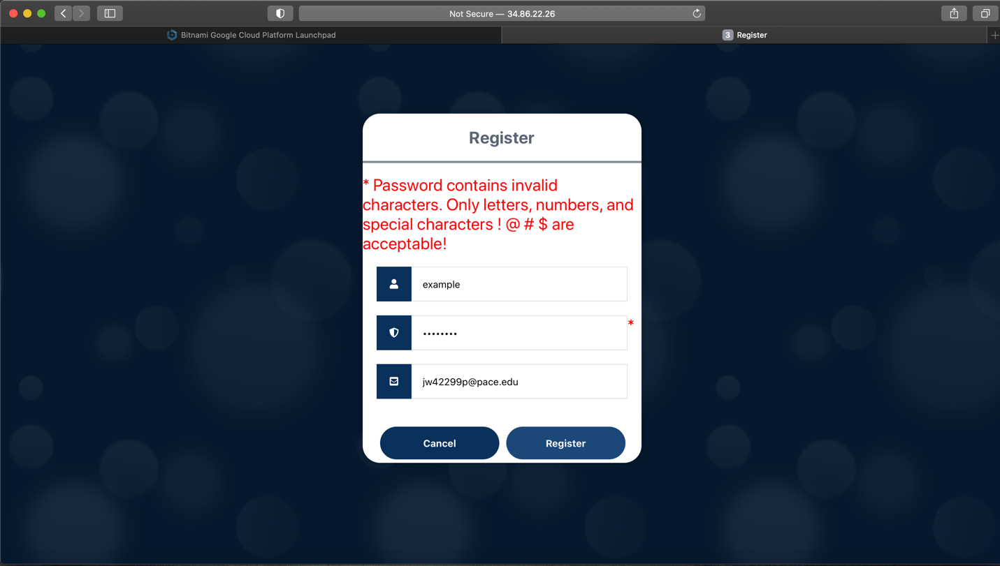 Not Secure — 34.86.22.26
Bitnami Google Cloud Platform Launchpad
3 Register
Register
* Password contains invalid
characters. Only letters, numbers, and
special characters ! @ # $ are
acceptable!
example
•••••••• *
jw42299p@pace.edu
Cancel Register